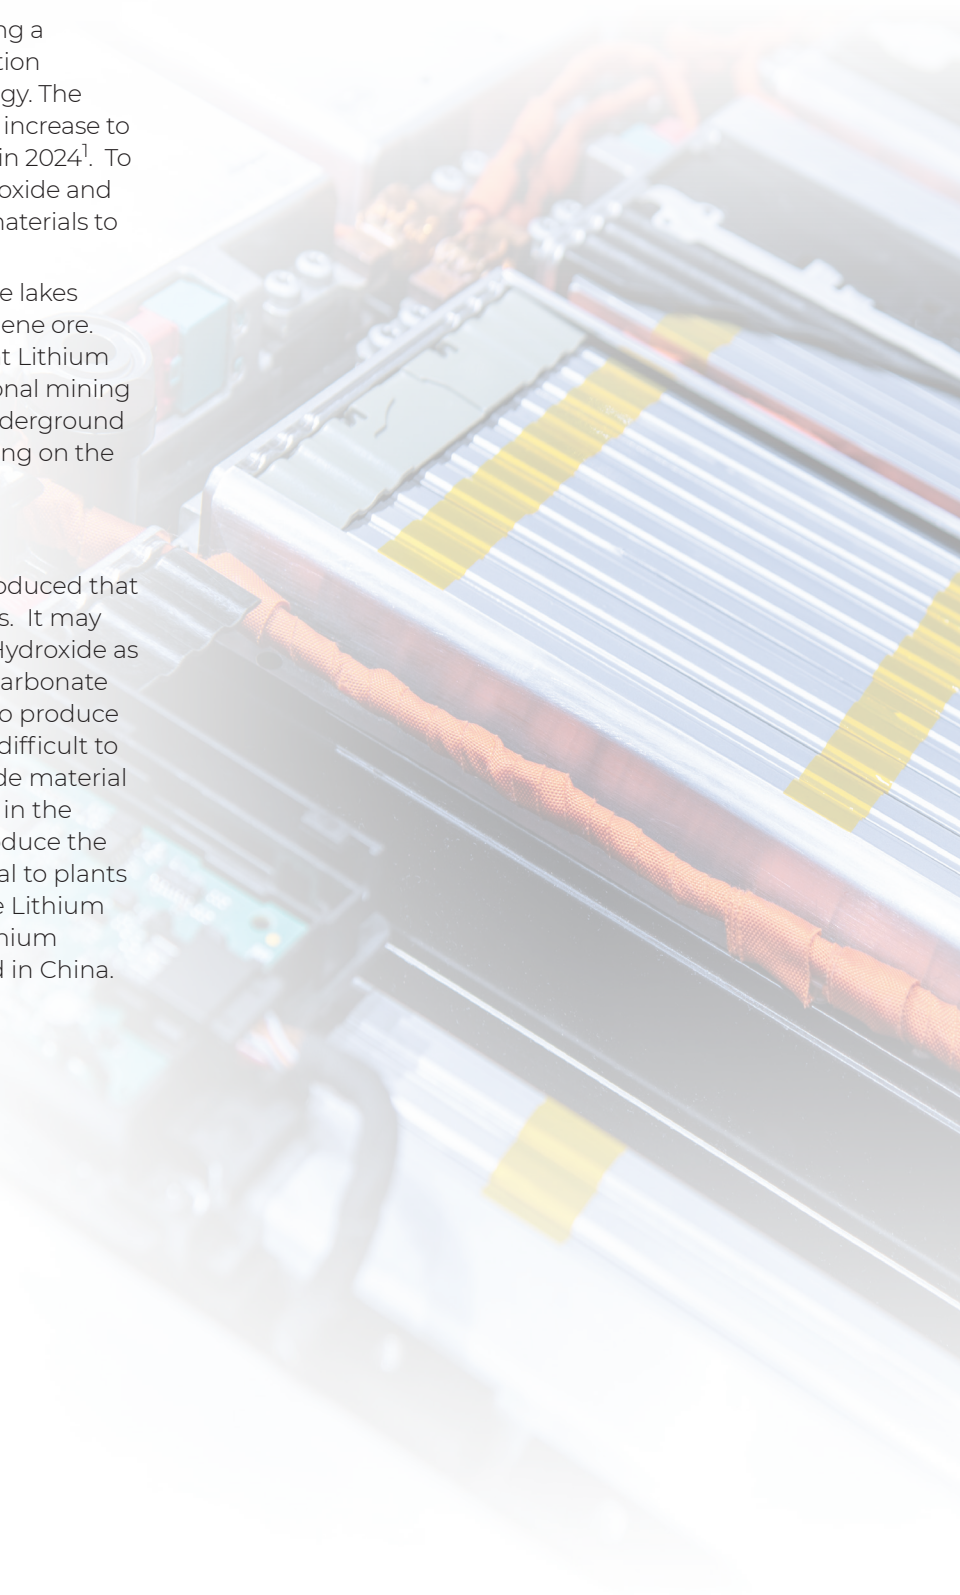 ng a
tion
gy. The
increase to
in 2024¹.  To
oxide and
naterials to
e lakes
ene ore.
t Lithium
onal mining
derground
ng on the
oduced that
s.  It may
Hydroxide as
arbonate
o produce
difficult to
de material
in the
duce the
al to plants
e Lithium
hium
d in China.